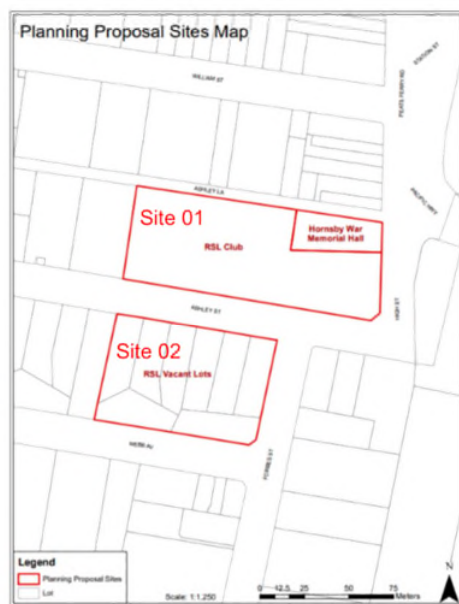 Planning Proposal Sites Map
STATION ST
WILLIAM ST
PEATS FERRY RD
ASHLEY LA
PACIFIC HWY
Site 01
Hornsby War
Memorial Hall
RSL Club
HIGH ST
ASHLEY ST
Site 02
RSL Vacant Lots
WEBB AV
FORBES ST
Legend
Planning Proposal Sites
Lot
Scale: 1:1,250
0 12.5 25 50 75
Meters
N